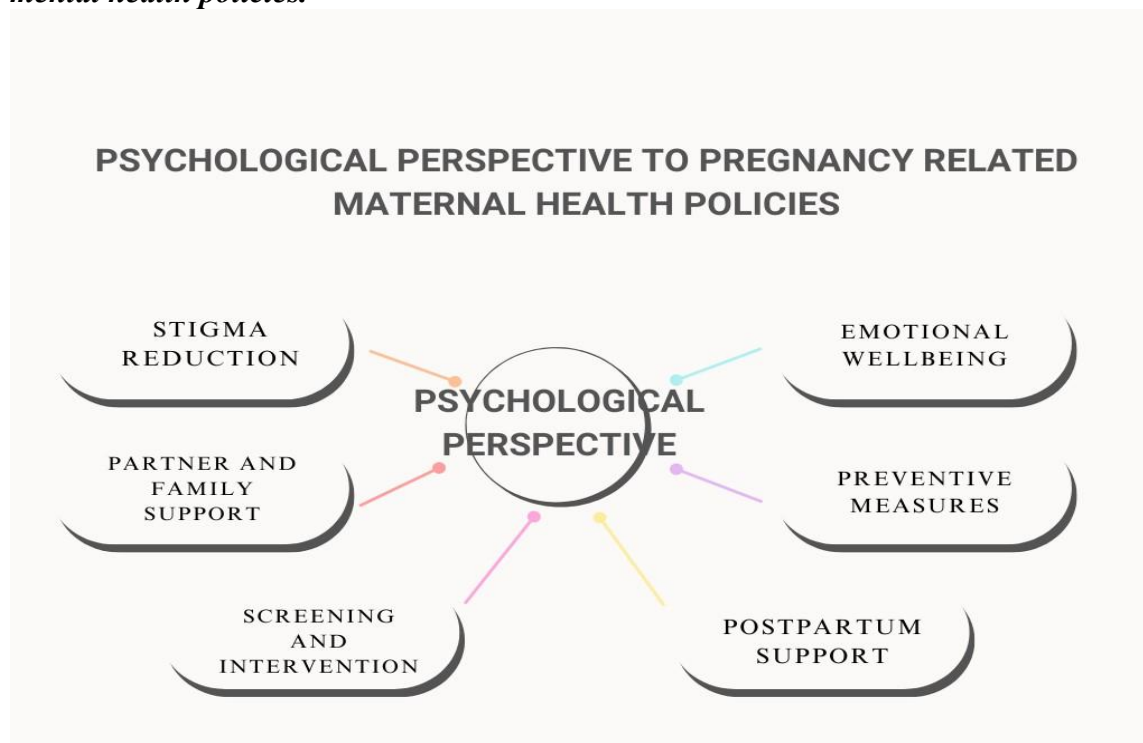 mental health policies.
PSYCHOLOGICAL PERSPECTIVE TO PREGNANCY RELATED
MATERNAL HEALTH POLICIES
STIGMA
REDUCTION
EMOTIONAL
WELLBEING
PSYCHOLOGICAL
PERSPECTIVE
PARTNER AND
FAMILY
SUPPORT
PREVENTIVE
MEASURES
SCREENING
AND
INTERVENTION
POSTPARTUM
SUPPORT